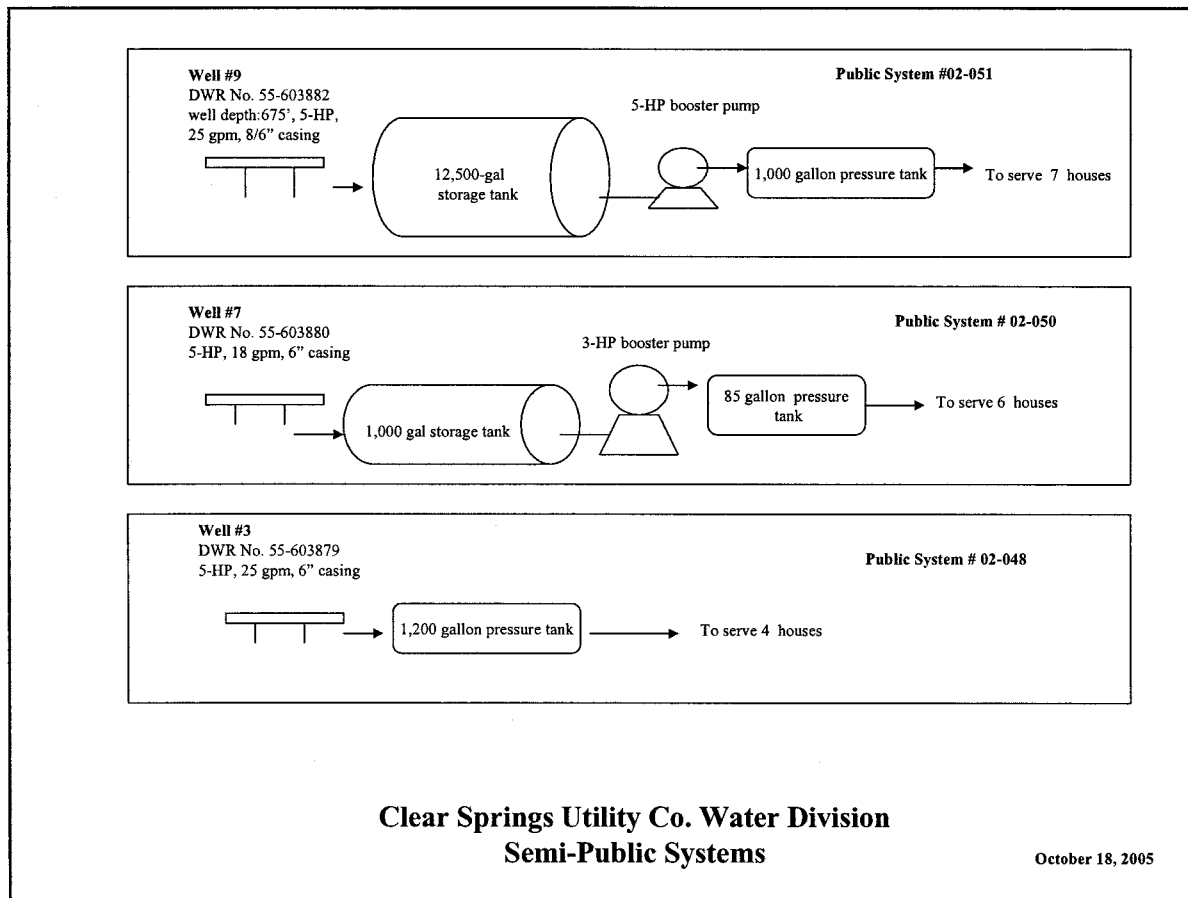 Well #9
DWR No. 55-603882
well depth:675', 5-HP,
25 gpm, 8/6” casing
Public System #02-051
5-HP booster pump
12,500-gal
storage tank
1,000 gallon pressure tank
To serve 7 houses
Well #7
DWR No. 55-603880
5-HP, 18 gpm, 6” casing
Public System # 02-050
3-HP booster pump
1,000 gal storage tank
85 gallon pressure
tank
To serve 6 houses
Well #3
DWR No. 55-603879
5-HP, 25 gpm, 6” casing
Public System # 02-048
1,200 gallon pressure tank
To serve 4 houses
Clear Springs Utility Co. Water Division
Semi-Public Systems
October 18, 2005